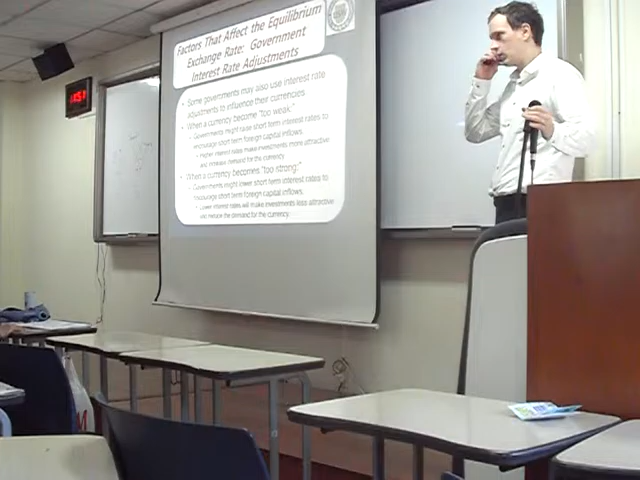 Factors That Affect the Equilibrium
Exchange Rate: Government
Interest Rate Adjustments
• Some governments may also use interest rate
adjustments to influence their currencies
• When a currency become "too weak,"
• Governments might raise short term interest rates to
encourage short term foreign capital inflows.
• Higher interest rates make investments more attractive
and increase demand for the currency
• When a currency becomes "too strong:"
• Governments might lower short term interest rates to
discourage short term foreign capital inflows.
• Lower interest rates will make investments less attractive
and reduce the demand for the currency.